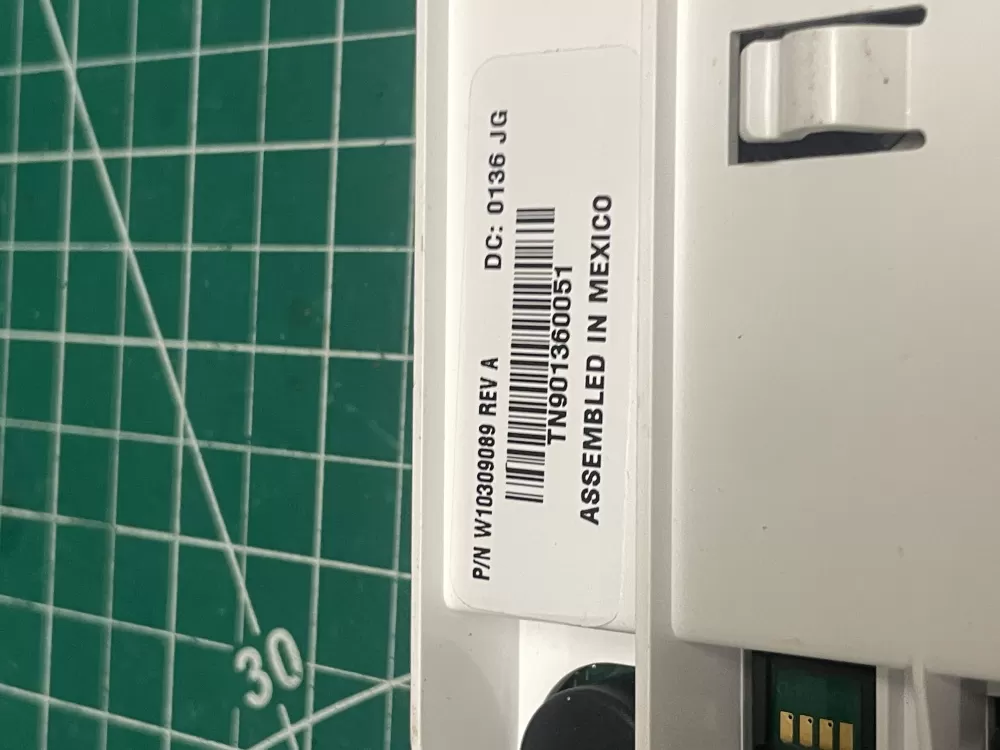 P/N W10309089 REV A DC: 0136 JG
TN901360051
ASSEMBLED IN MEXICO
30